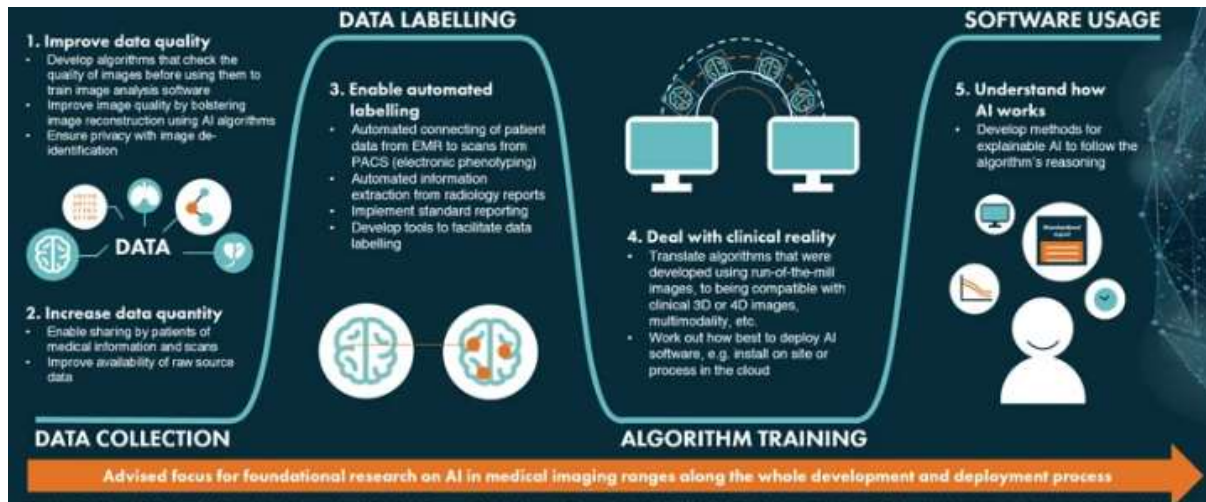 DATA LABELLING
SOFTWARE USAGE
1. Improve data quality
• Develop algorithms that check the
quality of images before using them to
train image analysis software
• Improve image quality by bolstering
image reconstruction using AI algorithms
• Ensure privacy with image de-
identification
DATA
2. Increase data quantity
• Enable sharing by patients of
medical information and scans
• Improve availability of raw source
data
DATA COLLECTION
3. Enable automated
labelling
• Automated connecting of patient
data from EMR to scans from
PACS (electronic phenotyping)
• Automated information
extraction from radiology reports
• Implement standard reporting
• Develop tools to facilitate data
labelling
4. Deal with clinical reality
• Translate algorithms that were
developed using run-of-the-mill
images, to being compatible with
clinical 3D or 4D images,
multimodality, etc.
• Work out how best to deploy AI
software, e.g. install on site or
process in the cloud
ALGORITHM TRAINING
5. Understand how
AI works
• Develop methods for
explainable AI to follow the
algorithm's reasoning
Advised focus for foundational research on AI in medical imaging ranges along the whole development and deployment process